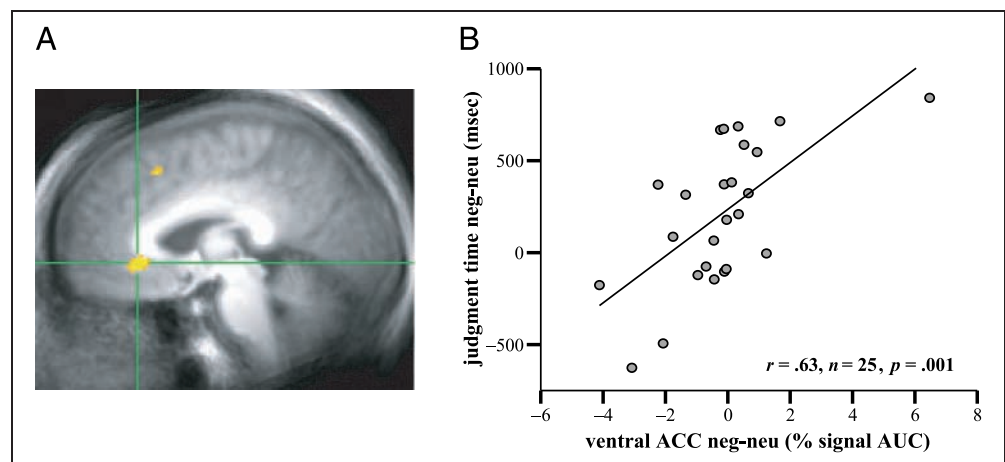 A
B
1000
500
0
–500
judgment time neg-neu (msec)
r = .63, n = 25, p = .001
–6 –4 –2 0 2 4 6 8
ventral ACC neg-neu (% signal AUC)